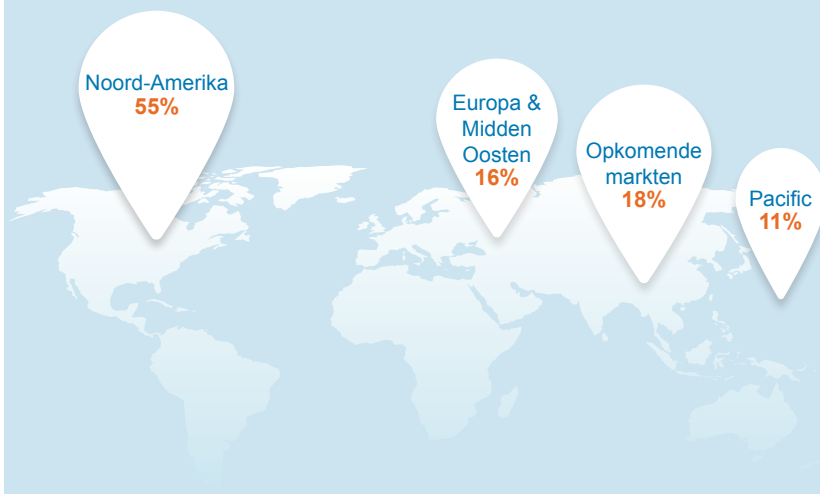 Noord-Amerika
55%
Europa &
Midden
Oosten
16%
Opkomende
markten
18%
Pacific
11%